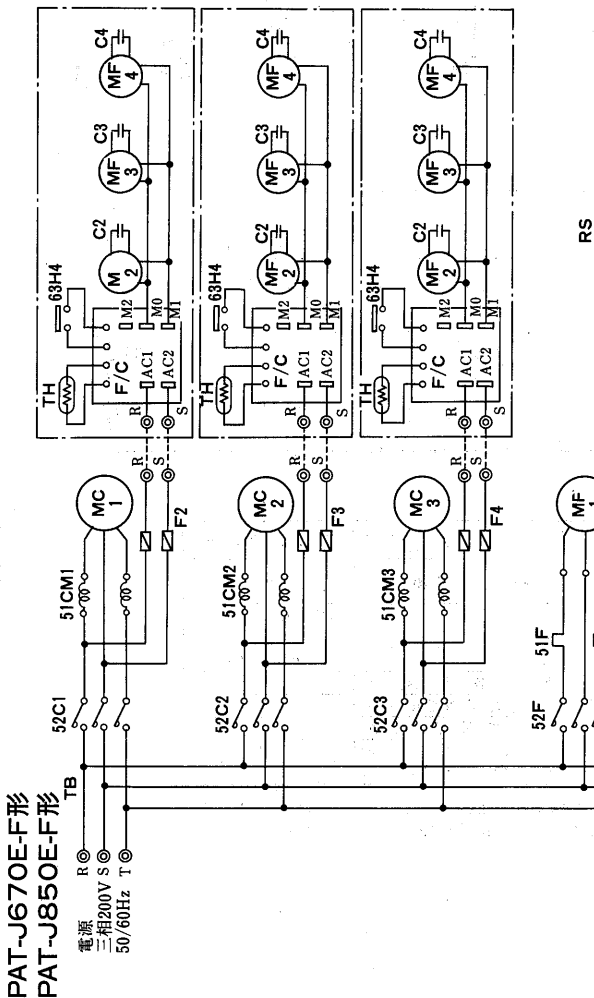 PAT-J670E-F形
PAT-J850E-F形
電源
三相200V
50/60Hz
R
S
T
TB
52C1
51CM1
MC
1
F2
R
S
R
S
TH
63H4
F/C
AC1
AC2
M2
M0
M1
M
2
C2
MF
3
C3
MF
4
C4
52C2
51CM2
MC
2
F3
R
S
R
S
TH
63H4
F/C
AC1
AC2
M2
M0
M1
MF
2
C2
MF
3
C3
MF
4
C4
52C3
51CM3
MC
3
F4
R
S
R
S
TH
63H4
F/C
AC1
AC2
M2
M0
M1
MF
2
C2
MF
3
C3
MF
4
C4
52F
51F
MF
1
RS